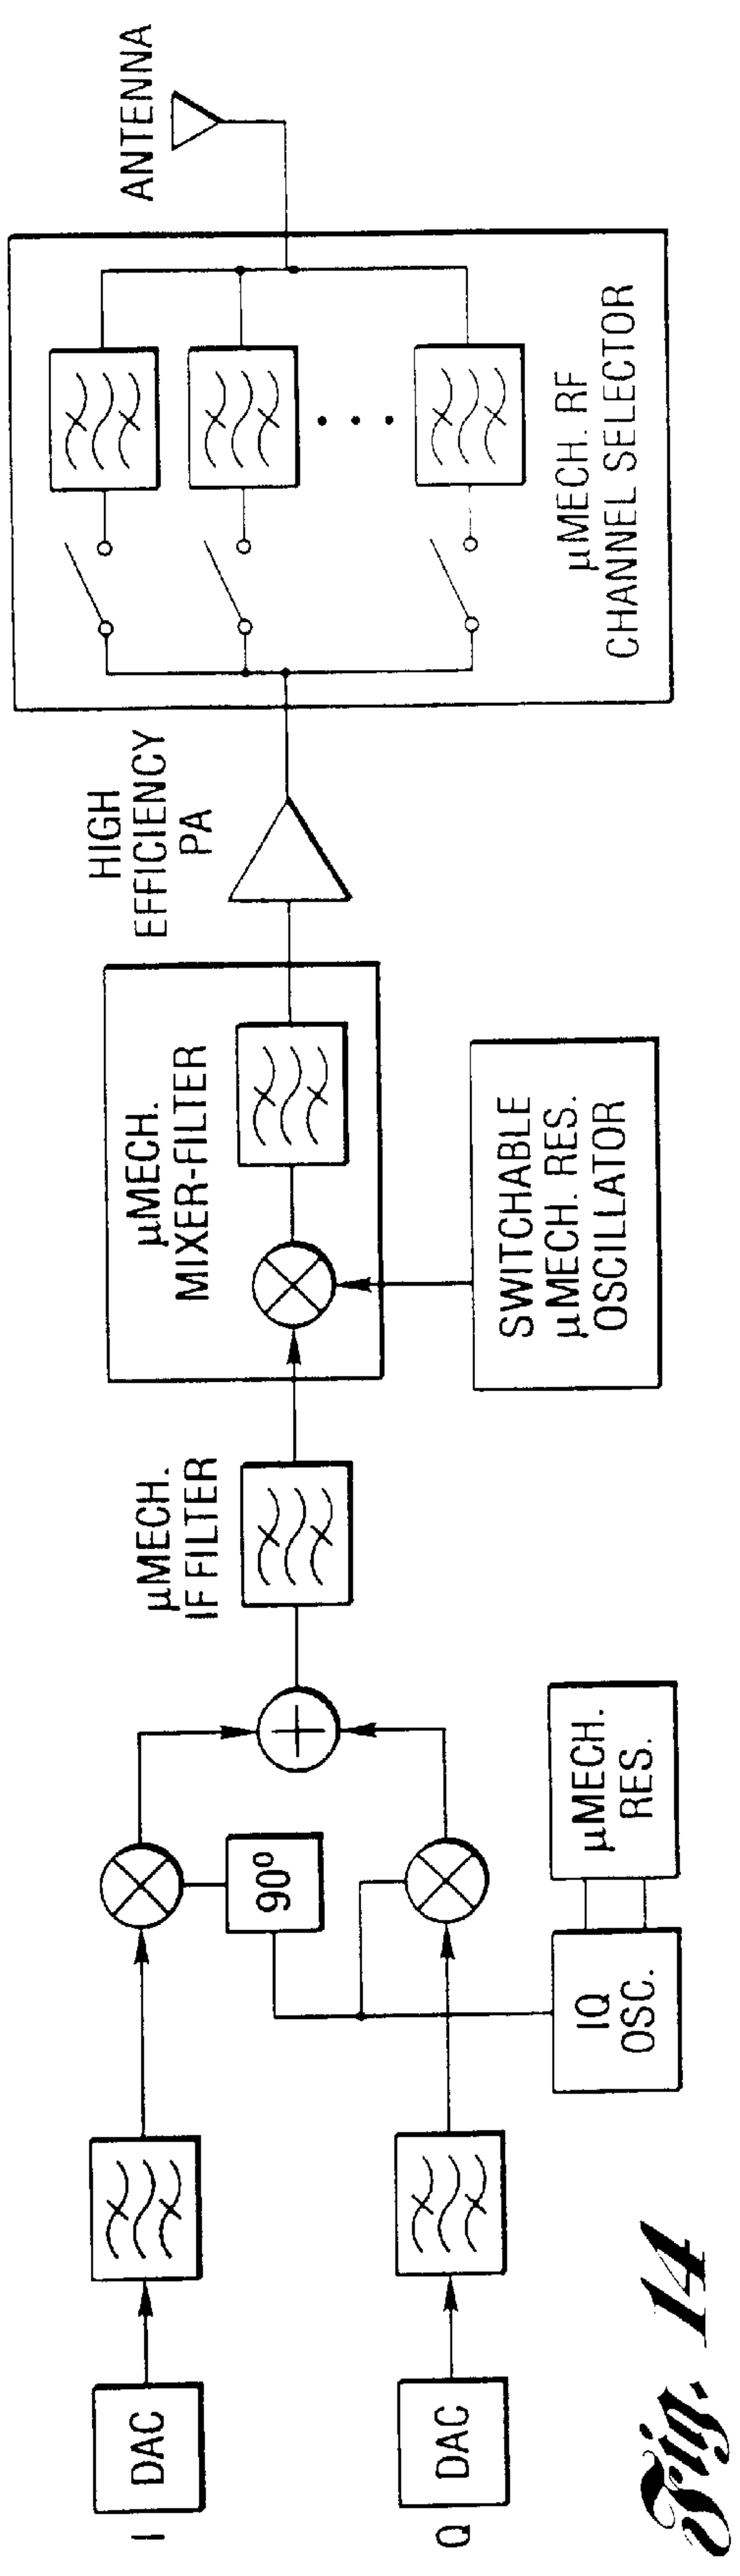 I
DAC
Q
DAC
90º
IQ
OSC.
µMECH.
RES.
µMECH.
IF FILTER
µMECH.
MIXER-FILTER
SWITCHABLE
µMECH. RES.
OSCILLATOR
HIGH
EFFICIENCY
PA
µMECH. RF
CHANNEL SELECTOR
ANTENNA
Fig. 14